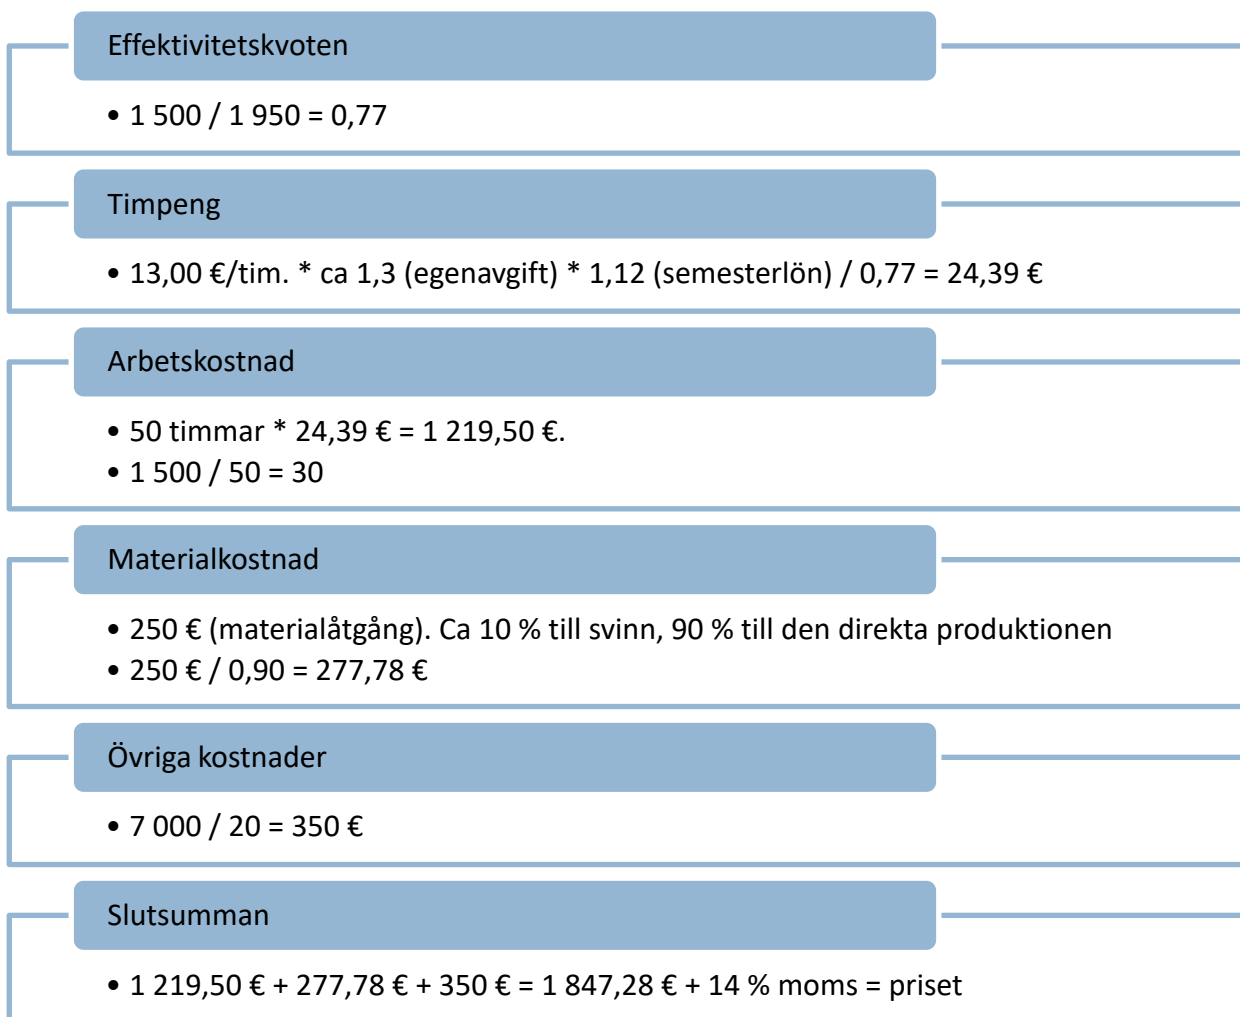 Effektivitetskvoten
• 1 500 / 1 950 = 0,77
Timpeng
• 13,00 €/tim. * ca 1,3 (egenavgift) * 1,12 (semesterlön) / 0,77 = 24,39 €
Arbetskostnad
• 50 timmar * 24,39 € = 1 219,50 €.
• 1 500 / 50 = 30
Materialkostnad
• 250 € (materialåtgång). Ca 10 % till svinn, 90 % till den direkta produktionen
• 250 € / 0,90 = 277,78 €
Övriga kostnader
• 7 000 / 20 = 350 €
Slutsumman
• 1 219,50 € + 277,78 € + 350 € = 1 847,28 € + 14 % moms = priset